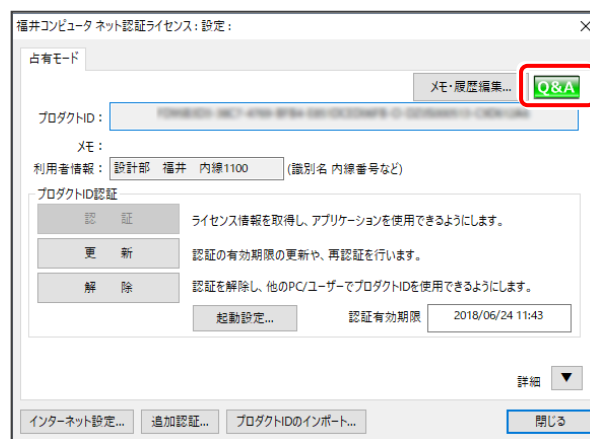 福井コンピュータ ネット認証ライセンス：設定：
占有モード
メモ・履歴編集... Q&A
プロダクトID：
メモ：
利用者情報： 設計部 福井 内線1100 (識別名 内線番号など)
プロダクトID認証
認 証 ライセンス情報を取得し、アプリケーションを使用できるようにします。
更 新 認証の有効期限の更新や、再認証を行います。
解 除 認証を解除し、他のPC/ユーザーでプロダクトIDを使用できるようにします。
起動設定... 認証有効期限 2018/06/24 11:43
詳細 ▼
インターネット設定... 追加認証... プロダクトIDのインポート... 閉じる